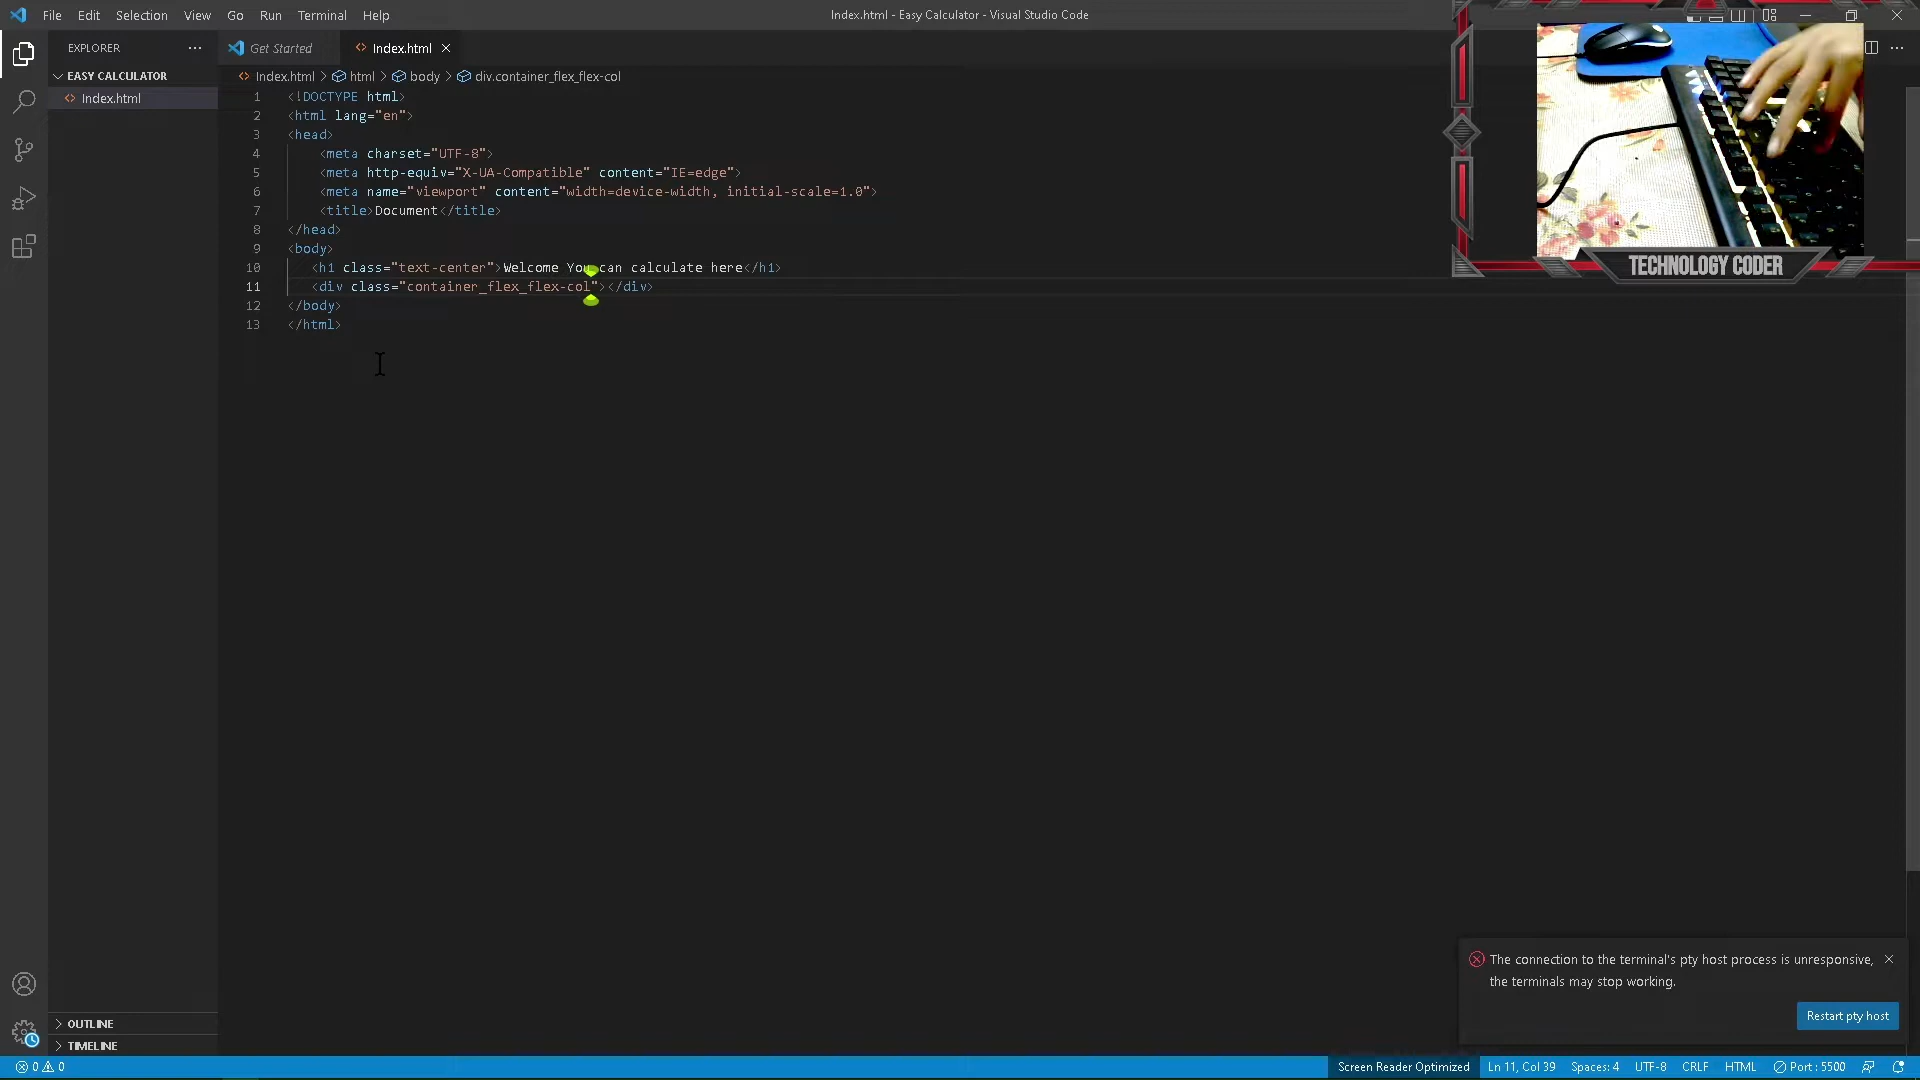 File Edit Selection View Go Run Terminal Help
Index.html - Easy Calculator - Visual Studio Code
EXPLORER
Get Started
Index.html
EASY CALCULATOR
Index.html
Index.html > html > body > div.container_flex_flex-col
1 <!DOCTYPE html>
2 <html lang="en">
3 <head>
4 <meta charset="UTF-8">
5 <meta http-equiv="X-UA-Compatible" content="IE=edge">
6 <meta name="viewport" content="width=device-width, initial-scale=1.0">
7 <title>Document</title>
8 </head>
9 <body>
10 <h1 class="text-center">Welcome You can calculate here</h1>
11 <div class="container_flex_flex-col"></div>
12 </body>
13 </html>
TECHNOLOGY CODER
The connection to the terminal's pty host process is unresponsive,
the terminals may stop working.
Restart pty host
OUTLINE
TIMELINE
0 0
Screen Reader Optimized Ln 11, Col 39 Spaces: 4 UTF-8 CRLF HTML Port : 5500